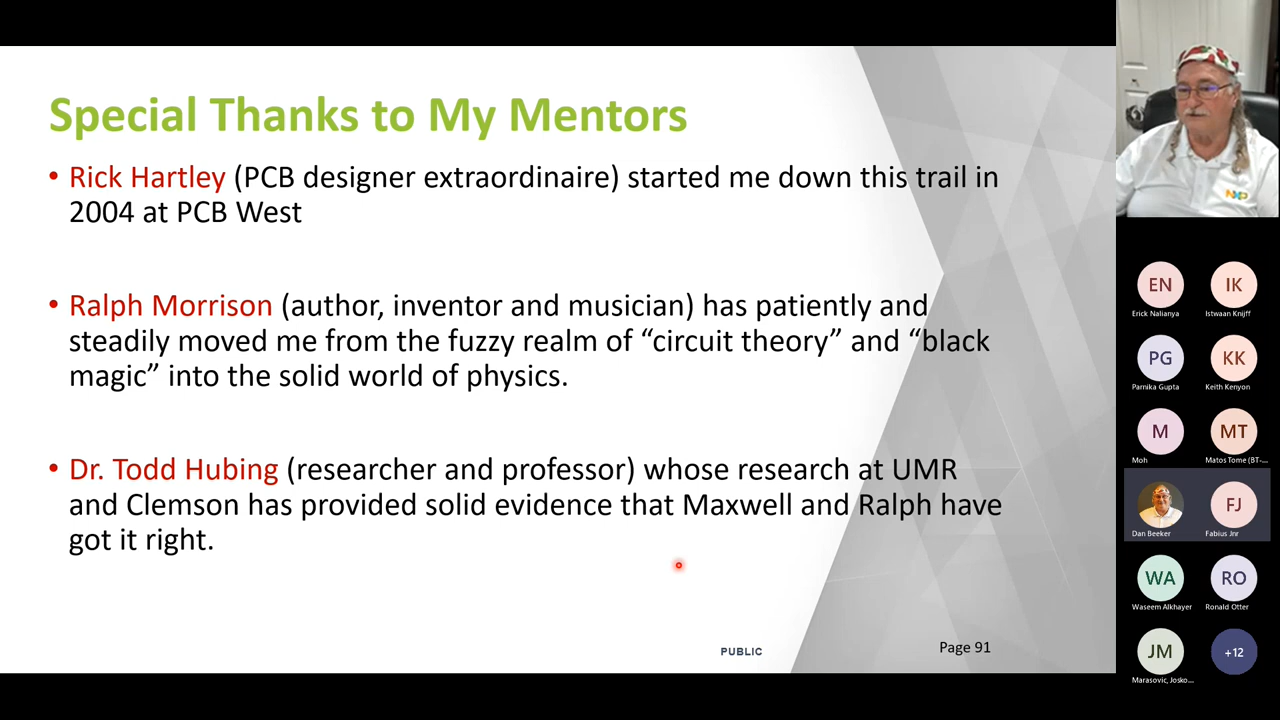 Special Thanks to My Mentors
• Rick Hartley (PCB designer extraordinaire) started me down this trail in
2004 at PCB West
• Ralph Morrison (author, inventor and musician) has patiently and
steadily moved me from the fuzzy realm of “circuit theory” and “black
magic” into the solid world of physics.
• Dr. Todd Hubing (researcher and professor) whose research at UMR
and Clemson has provided solid evidence that Maxwell and Ralph have
got it right.
PUBLIC
Page 91
NXP
EN IK
Erick Nalianya Istwaan Knijff
PG KK
Parnika Gupta Keith Kenyon
M MT
Moh Matos Tome (BT-...
FJ
Dan Beeker Fabius Jnr
WA RO
Waseem Alkhayer Ronald Otter
JM +12
Marasovic, Josko...